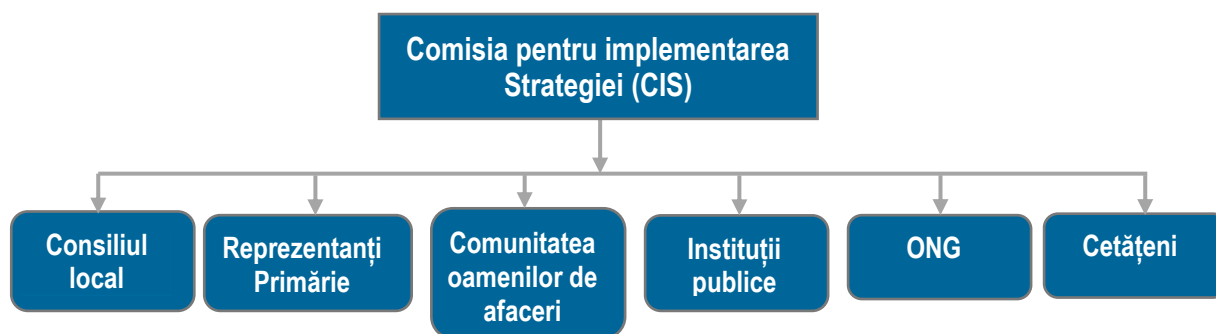 Comisia pentru implementarea
Strategiei (CIS)
Consiliul
local
Reprezentanți
Primărie
Comunitatea
oamenilor de
afaceri
Instituții
publice
ONG
Cetățeni